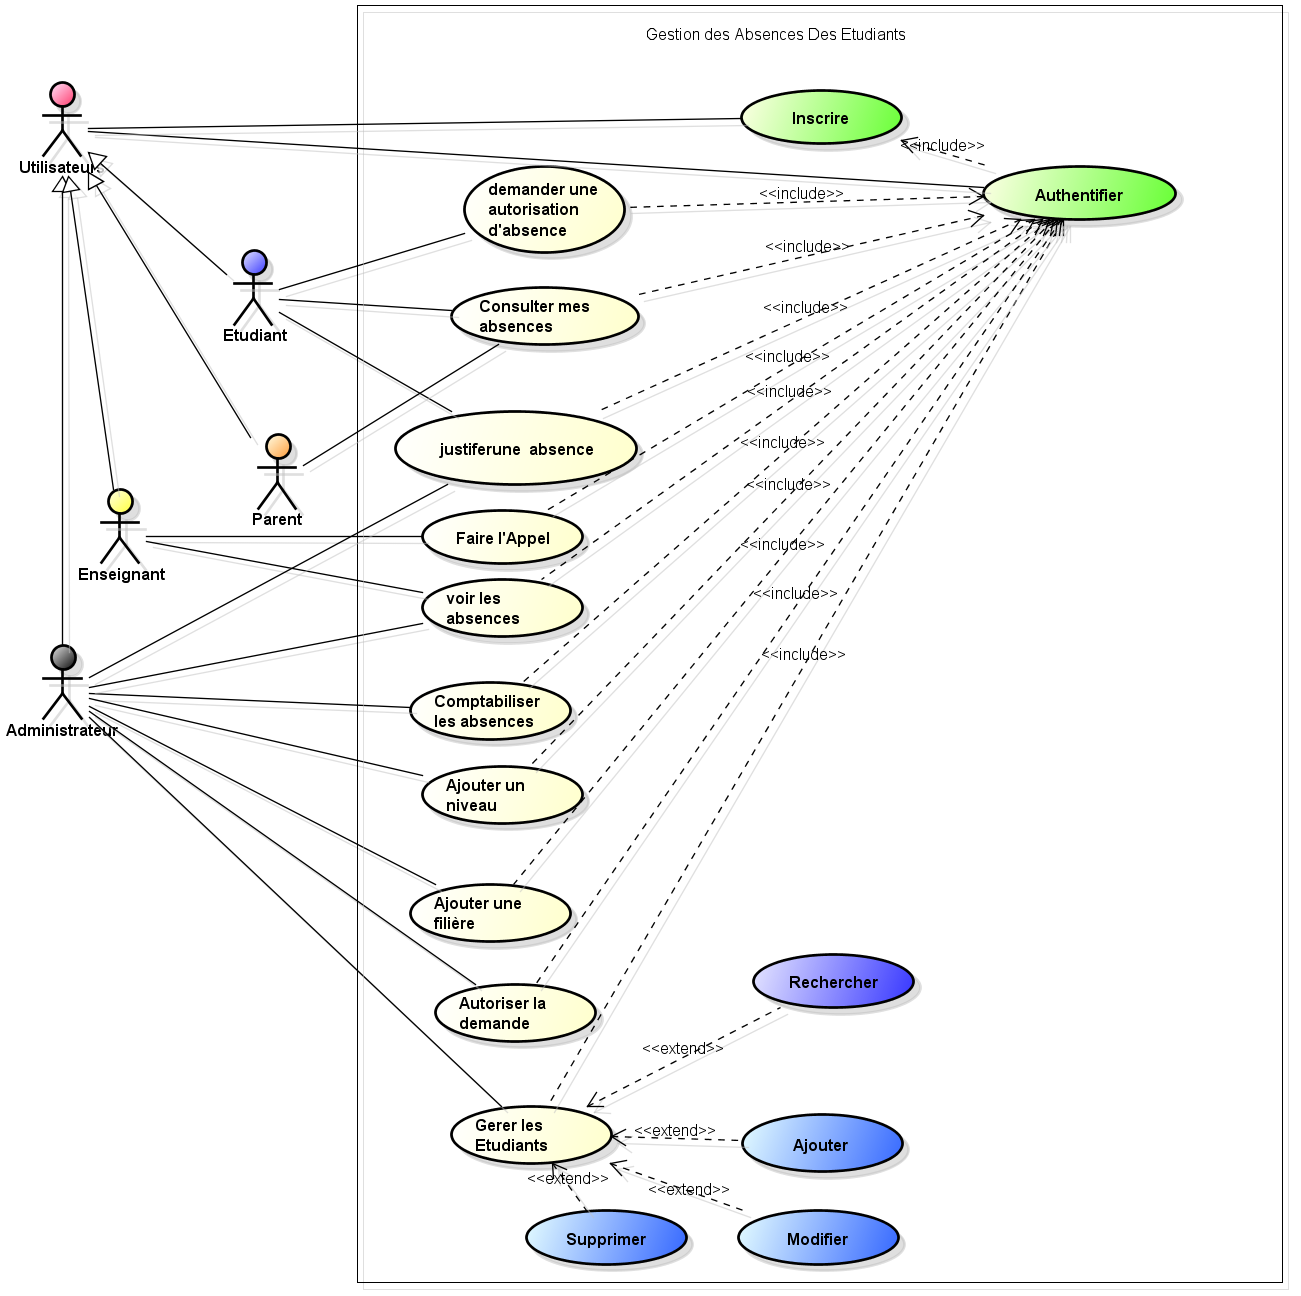 Gestion des Absences Des Etudiants
Inscrire
<<include>>
Utilisateur
Authentifier
demander une
autorisation
d'absence
<<include>>
<<include>>
Etudiant
Consulter mes
absences
<<include>>
<<include>>
<<include>>
justiferune absence
<<include>>
<<include>>
Parent
Faire l'Appel
<<include>>
Enseignant
voir les
absences
<<include>>
<<include>>
Administrateur
Comptabiliser
les absences
Ajouter un
niveau
Ajouter une
filière
Rechercher
Autoriser la
demande
<<extend>>
Gerer les
Etudiants
<<extend>>
Ajouter
<<extend>>
<<extend>>
Supprimer
Modifier